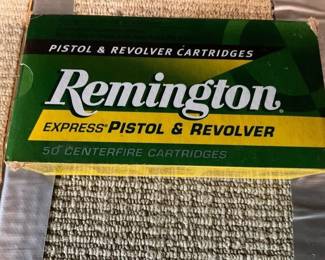 PISTOL & REVOLVER CARTRIDGES
Remington
EXPRESS® PISTOL & REVOLVER
50 CENTERFIRE CARTRIDGES